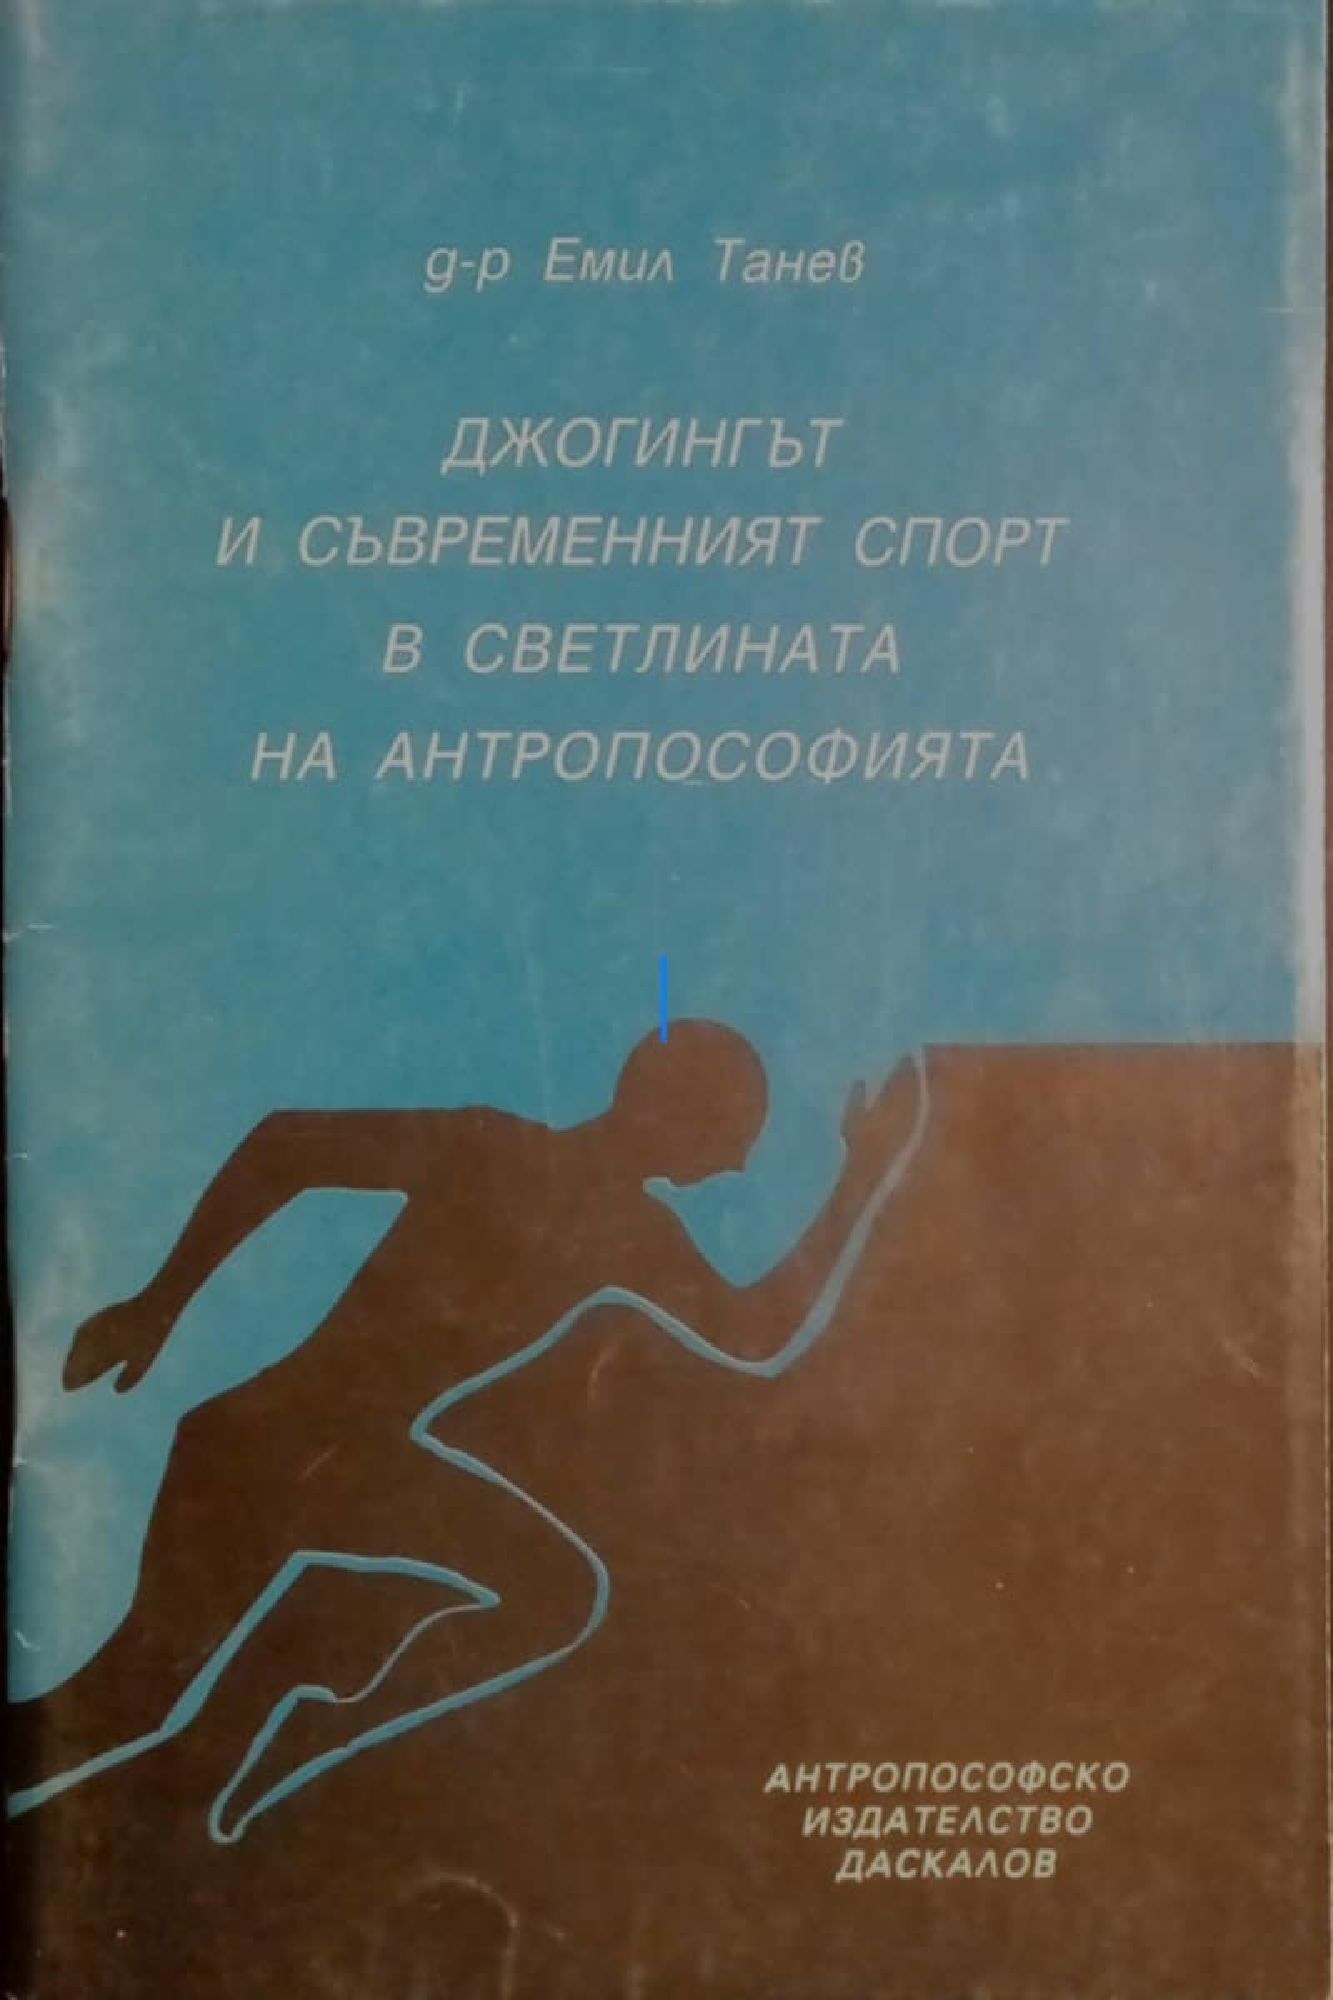 д-р Емил Танев
ДЖОГИНГЪТ
И СЪВРЕМЕННИЯТ СПОРТ
В СВЕТЛИНАТА
НА АНТРОПОСОФИЯТА
АНТРОПОСОФСКО
ИЗДАТЕЛСТВО
ДАСКАЛОВ